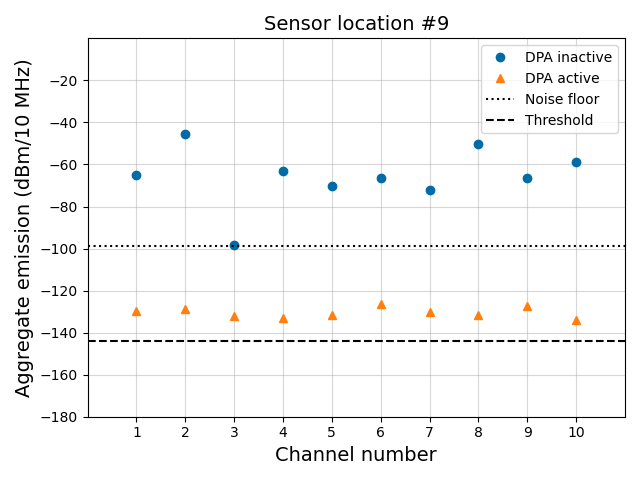 Sensor location #9
Aggregate emission (dBm/10 MHz)
−20
−40
−60
−80
−100
−120
−140
−160
−180
DPA inactive
DPA active
Noise floor
Threshold
1 2 3 4 5 6 7 8 9 10
Channel number